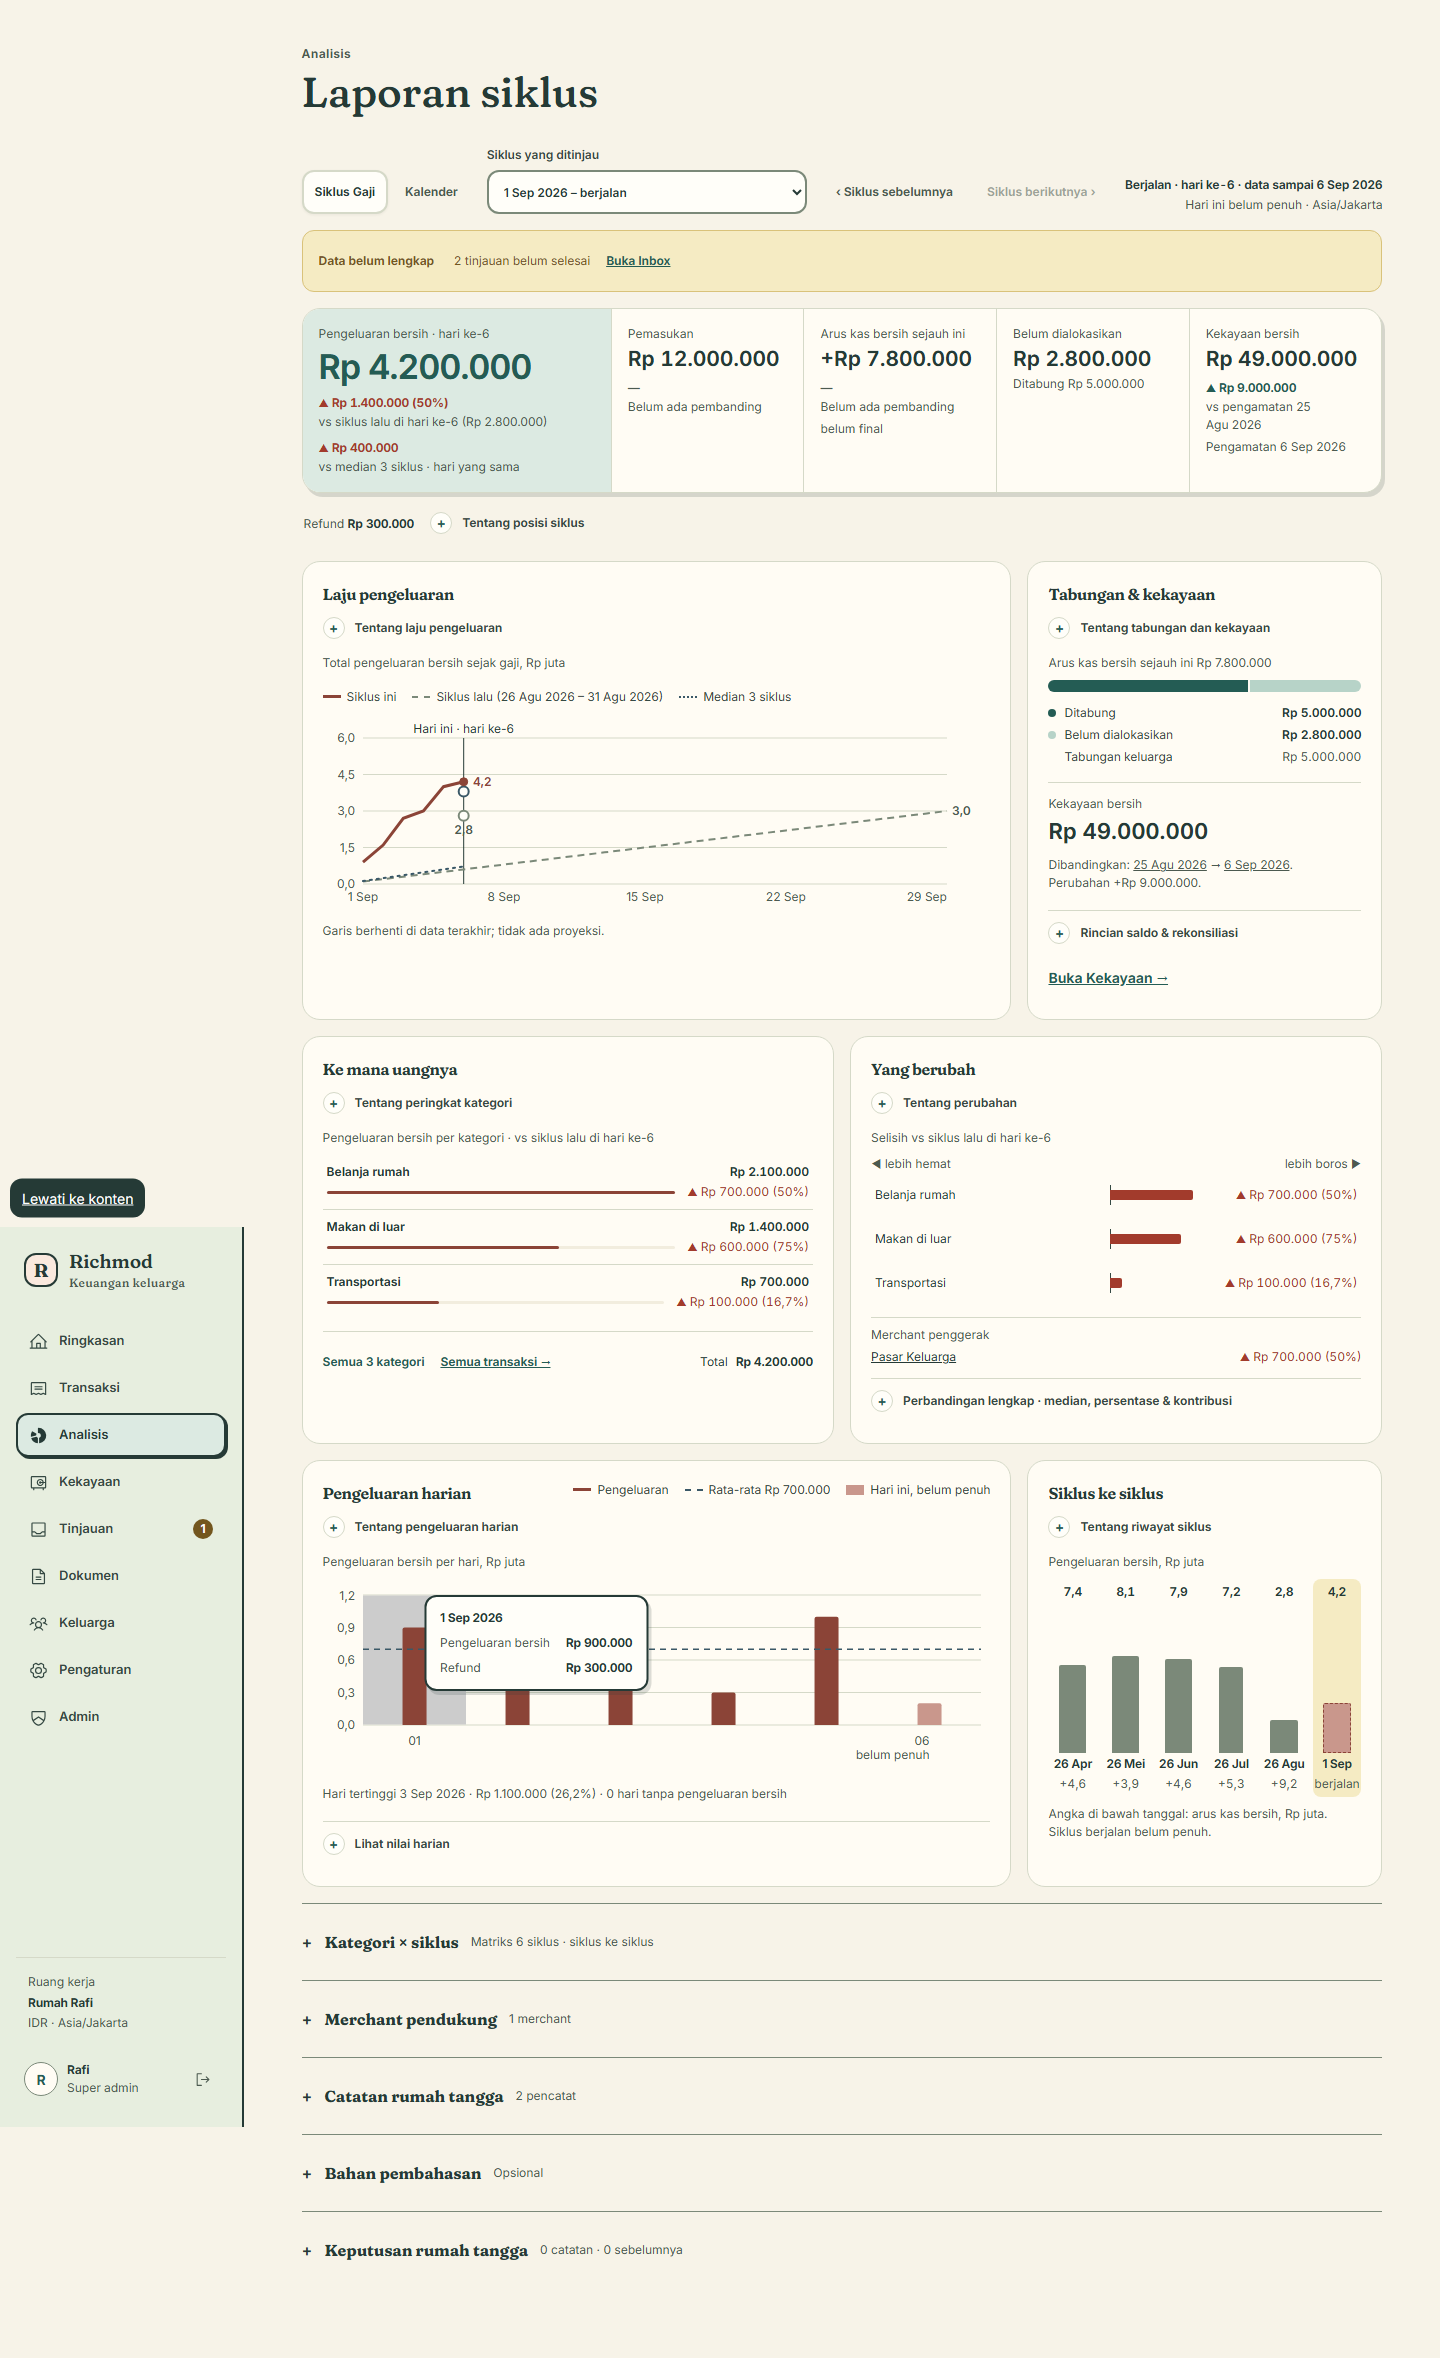 Analisis
Laporan siklus
Siklus Gaji
Kalender
Siklus yang ditinjau
1 Sep 2026 – berjalan
‹ Siklus sebelumnya
Siklus berikutnya ›
Berjalan · hari ke-6 · data sampai 6 Sep 2026
Hari ini belum penuh · Asia/Jakarta
Data belum lengkap 2 tinjauan belum selesai Buka Inbox
Pengeluaran bersih · hari ke-6
Rp 4.200.000
▲ Rp 1.400.000 (50%)
vs siklus lalu di hari ke-6 (Rp 2.800.000)
▲ Rp 400.000
vs median 3 siklus · hari yang sama
Pemasukan
Rp 12.000.000
—
Belum ada pembanding
Arus kas bersih sejauh ini
+Rp 7.800.000
—
Belum ada pembanding
belum final
Belum dialokasikan
Rp 2.800.000
Ditabung Rp 5.000.000
Kekayaan bersih
Rp 49.000.000
▲ Rp 9.000.000
vs pengamatan 25
Agu 2026
Pengamatan 6 Sep 2026
Refund Rp 300.000
+ Tentang posisi siklus
Laju pengeluaran
+ Tentang laju pengeluaran
Total pengeluaran bersih sejak gaji, Rp juta
Siklus ini
Siklus lalu (26 Agu 2026 – 31 Agu 2026)
Median 3 siklus
Hari ini · hari ke-6
6,0
4,5
3,0
1,5
0,0
4,2
2,8
3,0
1 Sep
8 Sep
15 Sep
22 Sep
29 Sep
Garis berhenti di data terakhir; tidak ada proyeksi.
Tabungan & kekayaan
+ Tentang tabungan dan kekayaan
Arus kas bersih sejauh ini Rp 7.800.000
Ditabung Rp 5.000.000
Belum dialokasikan Rp 2.800.000
Tabungan keluarga Rp 5.000.000
Kekayaan bersih
Rp 49.000.000
Dibandingkan: 25 Agu 2026 → 6 Sep 2026.
Perubahan +Rp 9.000.000.
+ Rincian saldo & rekonsiliasi
Buka Kekayaan →
Ke mana uangnya
+ Tentang peringkat kategori
Pengeluaran bersih per kategori · vs siklus lalu di hari ke-6
Belanja rumah Rp 2.100.000
▲ Rp 700.000 (50%)
Makan di luar Rp 1.400.000
▲ Rp 600.000 (75%)
Transportasi Rp 700.000
▲ Rp 100.000 (16,7%)
Semua 3 kategori Semua transaksi → Total Rp 4.200.000
Yang berubah
+ Tentang perubahan
Selisih vs siklus lalu di hari ke-6
◀ lebih hemat
lebih boros ▶
Belanja rumah ▲ Rp 700.000 (50%)
Makan di luar ▲ Rp 600.000 (75%)
Transportasi ▲ Rp 100.000 (16,7%)
Merchant penggerak
Pasar Keluarga ▲ Rp 700.000 (50%)
+ Perbandingan lengkap · median, persentase & kontribusi
Lewati ke konten
R
Richmod
Keuangan keluarga
Ringkasan
Transaksi
Analisis
Kekayaan
Tinjauan 1
Dokumen
Keluarga
Pengaturan
Admin
Ruang kerja
Rumah Rafi
IDR · Asia/Jakarta
R
Rafi
Super admin
Pengeluaran harian
Pengeluaran
Rata-rata Rp 700.000
Hari ini, belum penuh
+ Tentang pengeluaran harian
Pengeluaran bersih per hari, Rp juta
1,2
0,9
0,6
0,3
0,0
1 Sep 2026
Pengeluaran bersih Rp 900.000
Refund Rp 300.000
01
06
belum penuh
Hari tertinggi 3 Sep 2026 · Rp 1.100.000 (26,2%) · 0 hari tanpa pengeluaran bersih
+ Lihat nilai harian
Siklus ke siklus
+ Tentang riwayat siklus
Pengeluaran bersih, Rp juta
7,4 8,1 7,9 7,2 2,8 4,2
26 Apr 26 Mei 26 Jun 26 Jul 26 Agu 1 Sep
+4,6 +3,9 +4,6 +5,3 +9,2 berjalan
Angka di bawah tanggal: arus kas bersih, Rp juta.
Siklus berjalan belum penuh.
+ Kategori × siklus Matriks 6 siklus · siklus ke siklus
+ Merchant pendukung 1 merchant
+ Catatan rumah tangga 2 pencatat
+ Bahan pembahasan Opsional
+ Keputusan rumah tangga 0 catatan · 0 sebelumnya